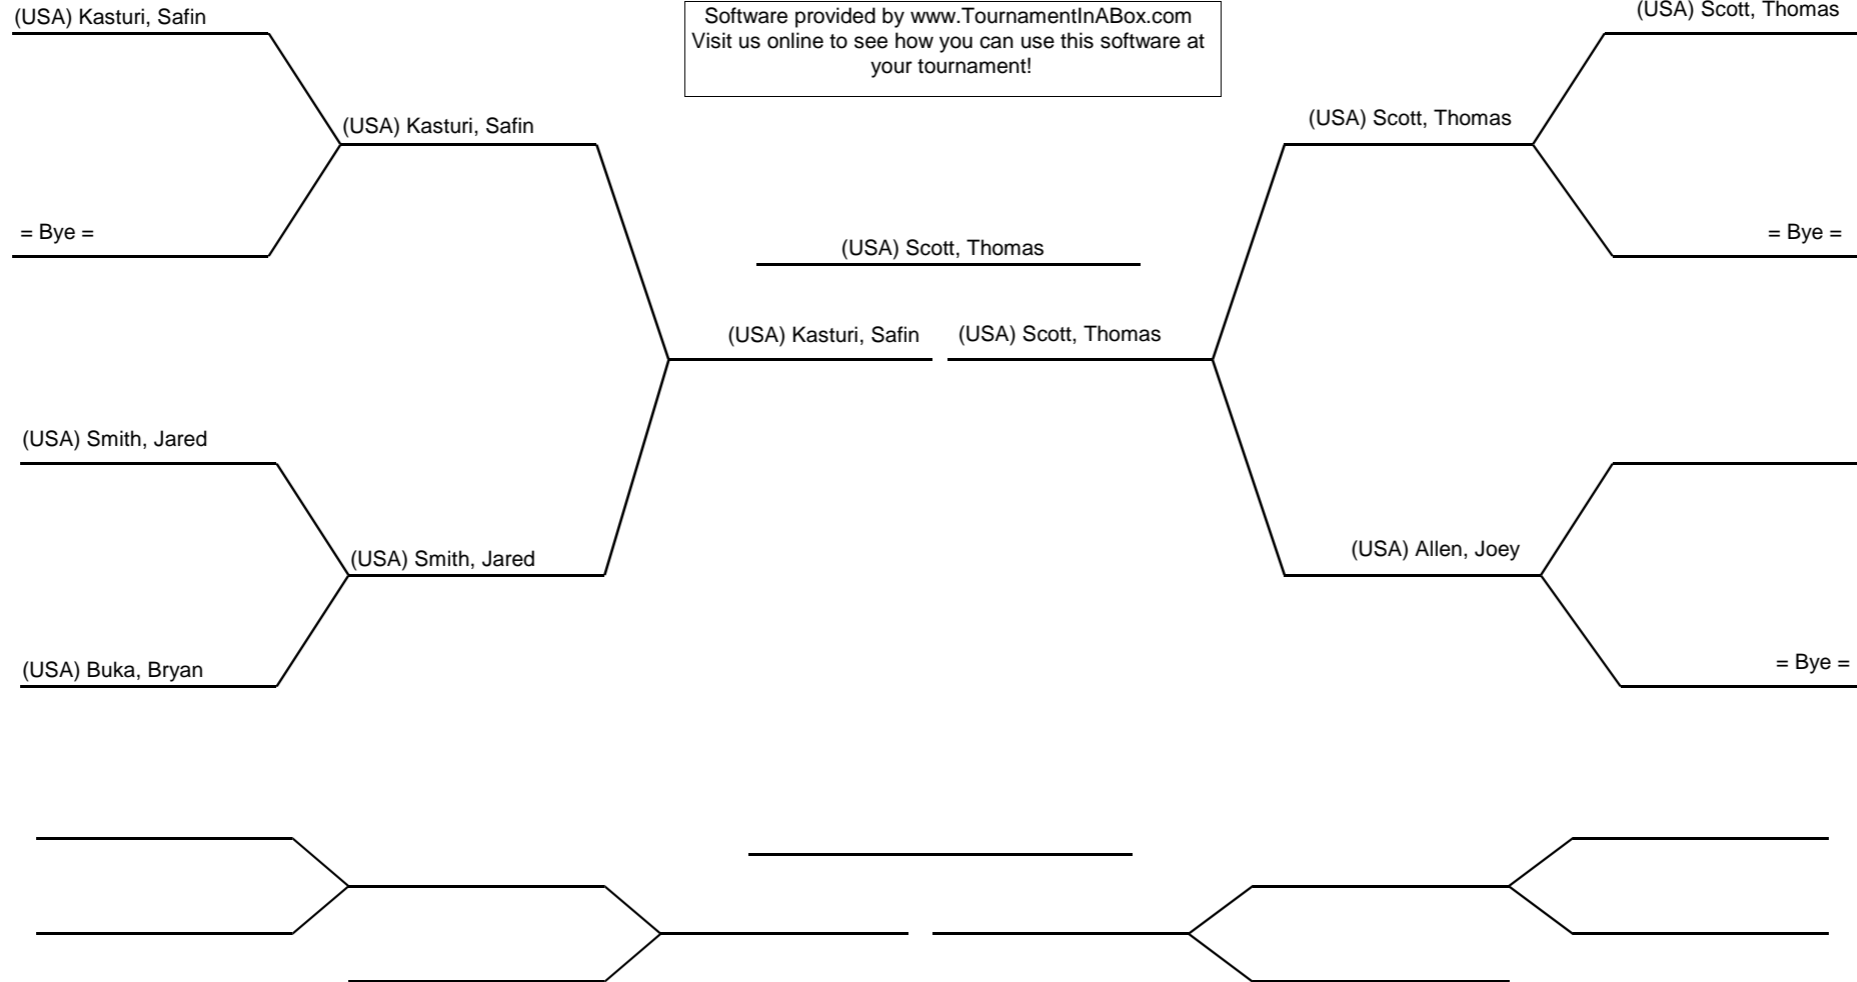 (USA) Kasturi, Safin
Software provided by www.TournamentInABox.com
Visit us online to see how you can use this software at
your tournament!
(USA) Scott, Thomas
(USA) Kasturi, Safin
(USA) Scott, Thomas
= Bye =
(USA) Scott, Thomas
= Bye =
(USA) Kasturi, Safin
(USA) Scott, Thomas
(USA) Smith, Jared
(USA) Smith, Jared
(USA) Allen, Joey
(USA) Buka, Bryan
= Bye =